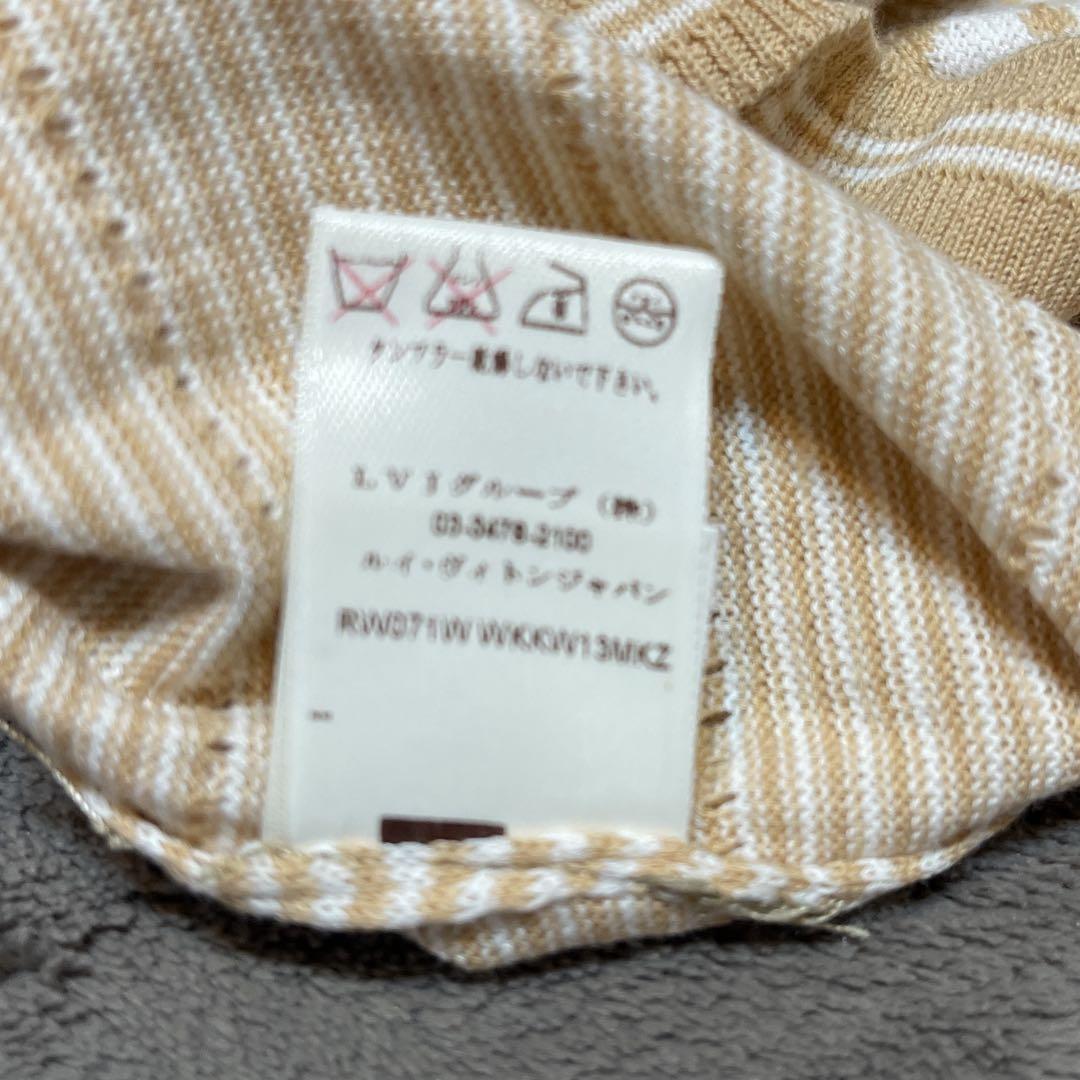 タンブラー乾燥しないで下さい。
LVJグループ（株）
03-3478-2100
ルイ・ヴィトンジャパン
RW071W WKKW13MKZ